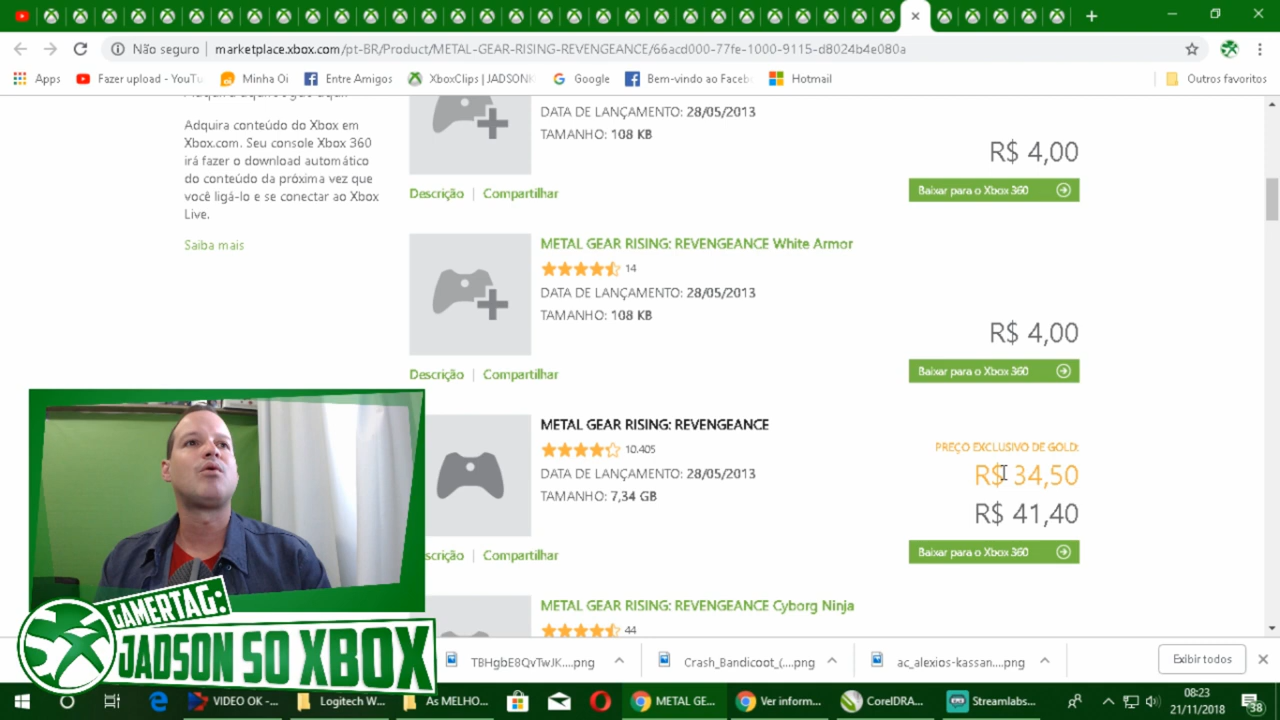 Não seguro
marketplace.xbox.com/pt-BR/Product/METAL-GEAR-RISING-REVENGEANCE/66acd000-77fe-1000-9115-d8024b4e080a
Apps
Fazer upload - YouTu
Minha Oi
Entre Amigos
XboxClips | JADSON
Google
Bem-vindo ao Faceb
Hotmail
Outros favoritos
Adquira conteúdo do Xbox em
Xbox.com. Seu console Xbox 360
irá fazer o download automático
do conteúdo da próxima vez que
você ligá-lo e se conectar ao Xbox
Live.
Saiba mais
DATA DE LANÇAMENTO: 28/05/2013
TAMANHO: 108 KB
R$ 4,00
Baixar para o Xbox 360
Descrição | Compartilhar
METAL GEAR RISING: REVENGEANCE White Armor
14
DATA DE LANÇAMENTO: 28/05/2013
TAMANHO: 108 KB
R$ 4,00
Baixar para o Xbox 360
Descrição | Compartilhar
METAL GEAR RISING: REVENGEANCE
10.405
DATA DE LANÇAMENTO: 28/05/2013
TAMANHO: 7,34 GB
PREÇO EXCLUSIVO DE GOLD:
R$ 34,50
R$ 41,40
Baixar para o Xbox 360
escrição | Compartilhar
METAL GEAR RISING: REVENGEANCE Cyborg Ninja
44
GAMERTAG:
JADSON SO XBOX
TBHgbE8QvTwJK....png
Crash_Bandicoot_(....png
ac_alexios-kassan....png
Exibir todos
VIDEO OK -...
Logitech W...
As MELHO...
METAL GE...
Ver inform...
CorelDRA...
Streamlabs...
08:23
21/11/2018
38